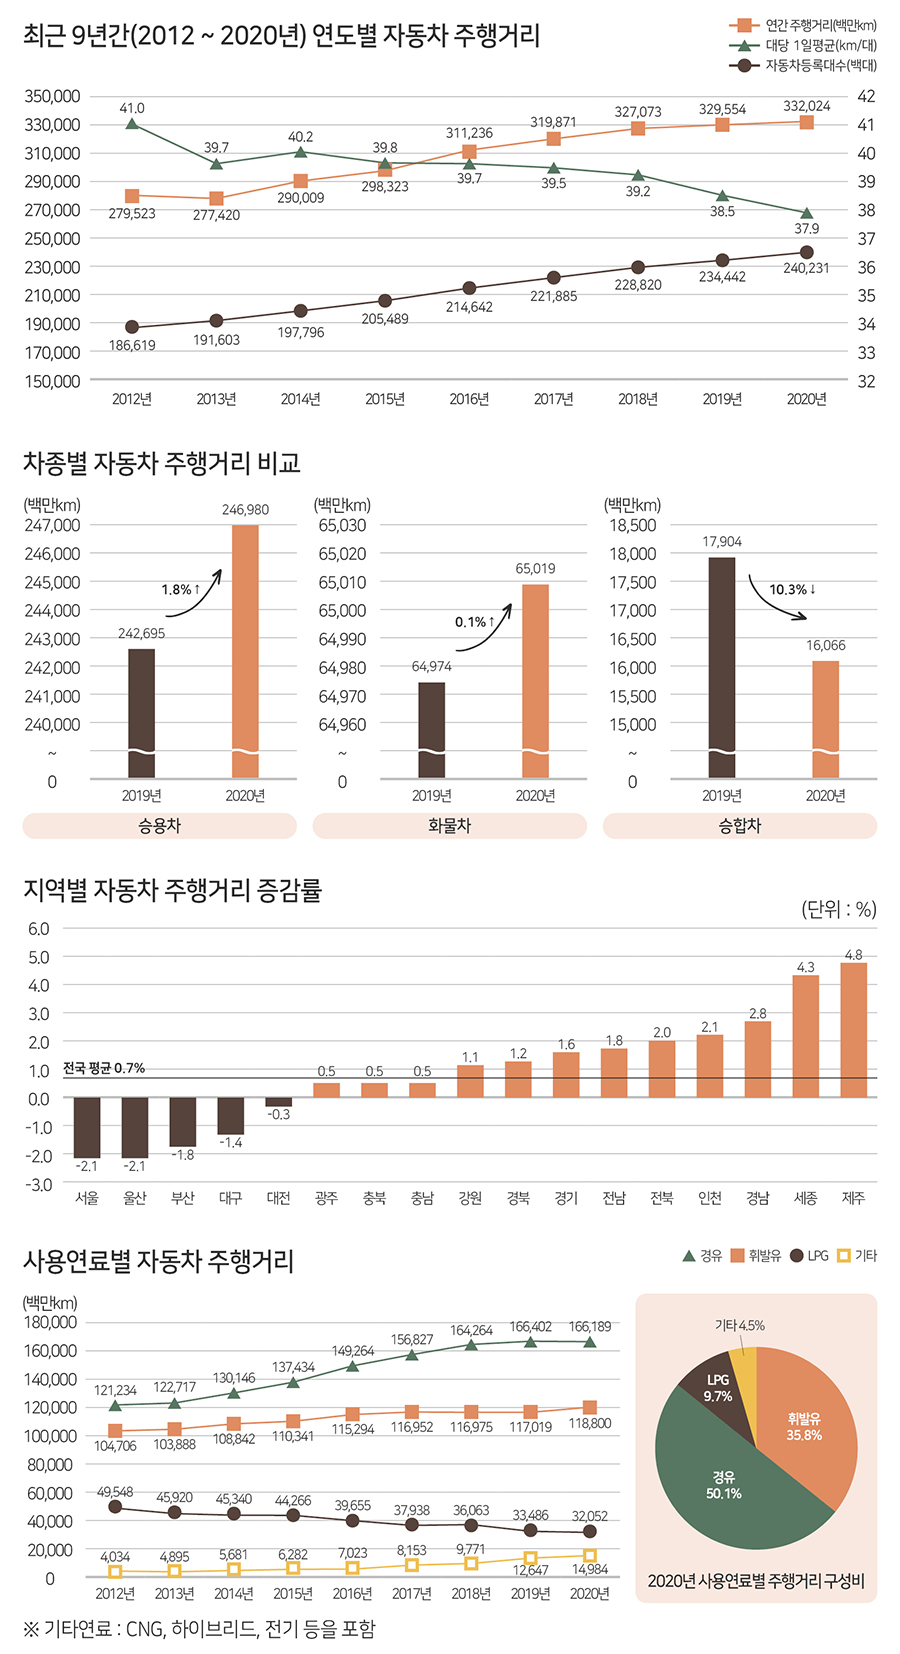 최근 9년간(2012 ~ 2020년) 연도별 자동차 주행거리
연간 주행거리(백만km)
대당 1일평균(km/대)
자동차등록대수(백대)
350,000
330,000
310,000
290,000
270,000
250,000
230,000
210,000
190,000
170,000
150,000
42
41
40
39
38
37
36
35
34
33
32
41.0 39.7 40.2 39.8 39.7 39.5 39.2 38.5 37.9
279,523 277,420 290,009 298,323 311,236 319,871 327,073 329,554 332,024
186,619 191,603 197,796 205,489 214,642 221,885 228,820 234,442 240,231
2012년 2013년 2014년 2015년 2016년 2017년 2018년 2019년 2020년
차종별 자동차 주행거리 비교
(백만km)
247,000
246,000
245,000
244,000
243,000
242,000
241,000
240,000
~
0
242,695
1.8%↑
246,980
2019년 2020년
승용차
(백만km)
65,030
65,020
65,010
65,000
64,990
64,980
64,970
64,960
~
0
64,974
0.1%↑
65,019
2019년 2020년
화물차
(백만km)
18,500
18,000
17,500
17,000
16,500
16,000
15,500
15,000
~
0
17,904
10.3%↓
16,066
2019년 2020년
승합차
지역별 자동차 주행거리 증감률
(단위 : %)
6.0
5.0
4.0
3.0
2.0
1.0
0.0
-1.0
-2.0
-3.0
전국 평균 0.7%
-2.1 -2.1 -1.8 -1.4 -0.3 0.5 0.5 0.5 1.1 1.2 1.6 1.8 2.0 2.1 2.8 4.3 4.8
서울 울산 부산 대구 대전 광주 충북 충남 강원 경북 경기 전남 전북 인천 경남 세종 제주
사용연료별 자동차 주행거리
경유 휘발유 LPG 기타
(백만km)
180,000
160,000
140,000
120,000
100,000
80,000
60,000
40,000
20,000
0
121,234 122,717 130,146 137,434 149,264 156,827 164,264 166,402 166,189
104,706 103,888 108,842 110,341 115,294 116,952 116,975 117,019 118,800
49,548 45,920 45,340 44,266 39,655 37,938 36,063 33,486 32,052
4,034 4,895 5,681 6,282 7,023 8,153 9,771 12,647 14,984
2012년 2013년 2014년 2015년 2016년 2017년 2018년 2019년 2020년
기타 4.5%
LPG
9.7%
휘발유
35.8%
경유
50.1%
2020년 사용연료별 주행거리 구성비
※ 기타연료 : CNG, 하이브리드, 전기 등을 포함